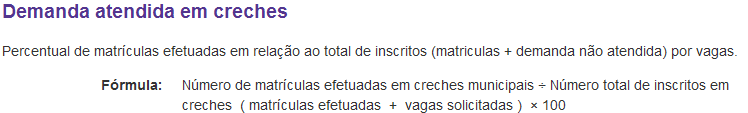 Demanda atendida em creches
Percentual de matrículas efetuadas em relação ao total de inscritos (matriculas + demanda não atendida) por vagas.
Fórmula: Número de matrículas efetuadas em creches municipais ÷ Número total de inscritos em
creches ( matrículas efetuadas + vagas solicitadas ) × 100